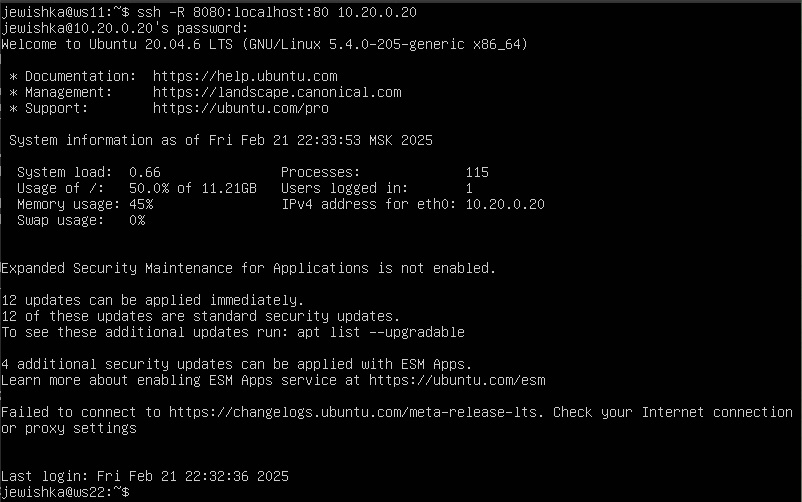 jewishka@ws11:~$ ssh -R 8080:localhost:80 10.20.0.20
jewishka@10.20.0.20's password:
Welcome to Ubuntu 20.04.6 LTS (GNU/Linux 5.4.0-205-generic x86_64)
* Documentation:  https://help.ubuntu.com
* Management:     https://landscape.canonical.com
* Support:        https://ubuntu.com/pro
System information as of Fri Feb 21 22:33:53 MSK 2025
System load:  0.66               Processes:             115
Usage of /:   50.0% of 11.21GB   Users logged in:       1
Memory usage: 45%                IPv4 address for eth0: 10.20.0.20
Swap usage:   0%
Expanded Security Maintenance for Applications is not enabled.
12 updates can be applied immediately.
12 of these updates are standard security updates.
To see these additional updates run: apt list --upgradable
4 additional security updates can be applied with ESM Apps.
Learn more about enabling ESM Apps service at https://ubuntu.com/esm
Failed to connect to https://changelogs.ubuntu.com/meta-release-lts. Check your Internet connection
or proxy settings
Last login: Fri Feb 21 22:32:36 2025
jewishka@ws22:~$